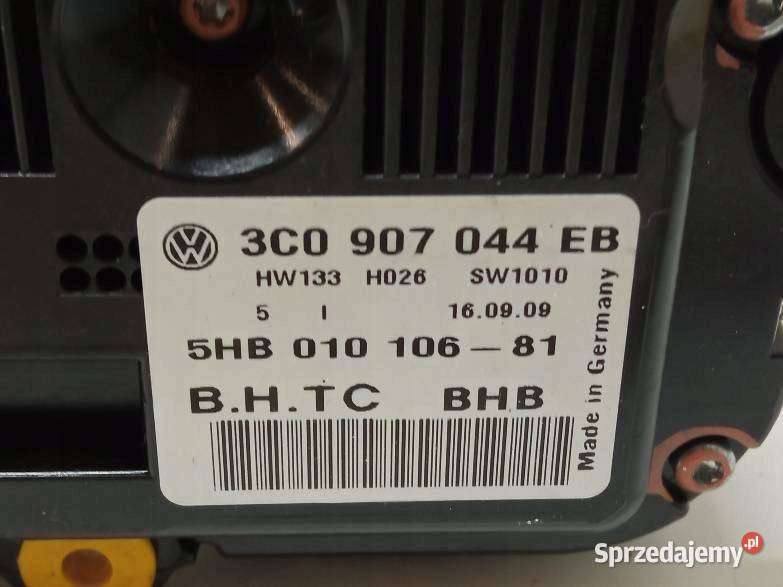 3C0 907 044 EB
HW133 H026 SW1010
5 I 16.09.09
5HB 010 106-81
B.H.TC BHB
Made in Germany
Sprzedajemy.pl